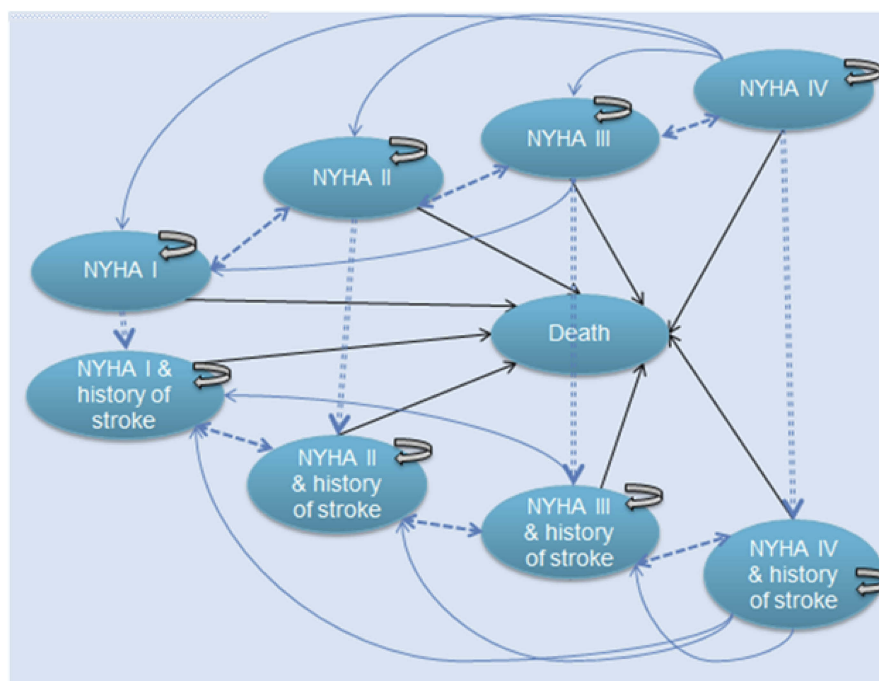 NYHA IV
NYHA III
NYHA II
NYHA I
Death
NYHA I &
history of
stroke
NYHA II
& history
of stroke
NYHA III
& history
of stroke
NYHA IV
& history
of stroke